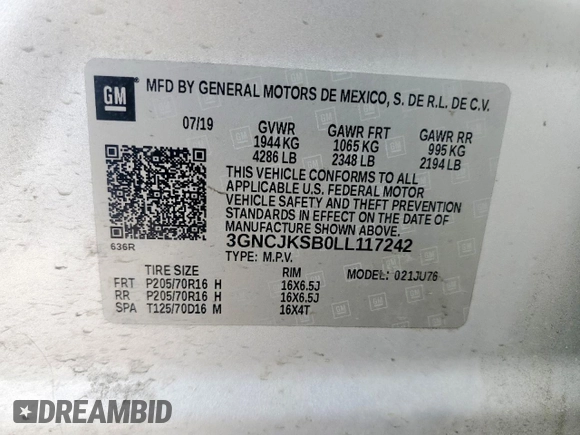 GM
MFD BY GENERAL MOTORS DE MEXICO, S. DE R.L. DE C.V.
07/19 GVWR GAWR FRT GAWR RR
1944 KG 1065 KG 995 KG
4286 LB 2348 LB 2194 LB
THIS VEHICLE CONFORMS TO ALL
APPLICABLE U.S. FEDERAL MOTOR
VEHICLE SAFETY AND THEFT PREVENTION
STANDARDS IN EFFECT ON THE DATE OF
MANUFACTURE SHOWN ABOVE.
636R 3GNCJKSB0LL117242
TYPE: M.P.V.
TIRE SIZE RIM MODEL: 021JU76
FRT P205/70R16 H 16X6.5J
RR P205/70R16 H 16X6.5J
SPA T125/70D16 M 16X4T
DREAMBID